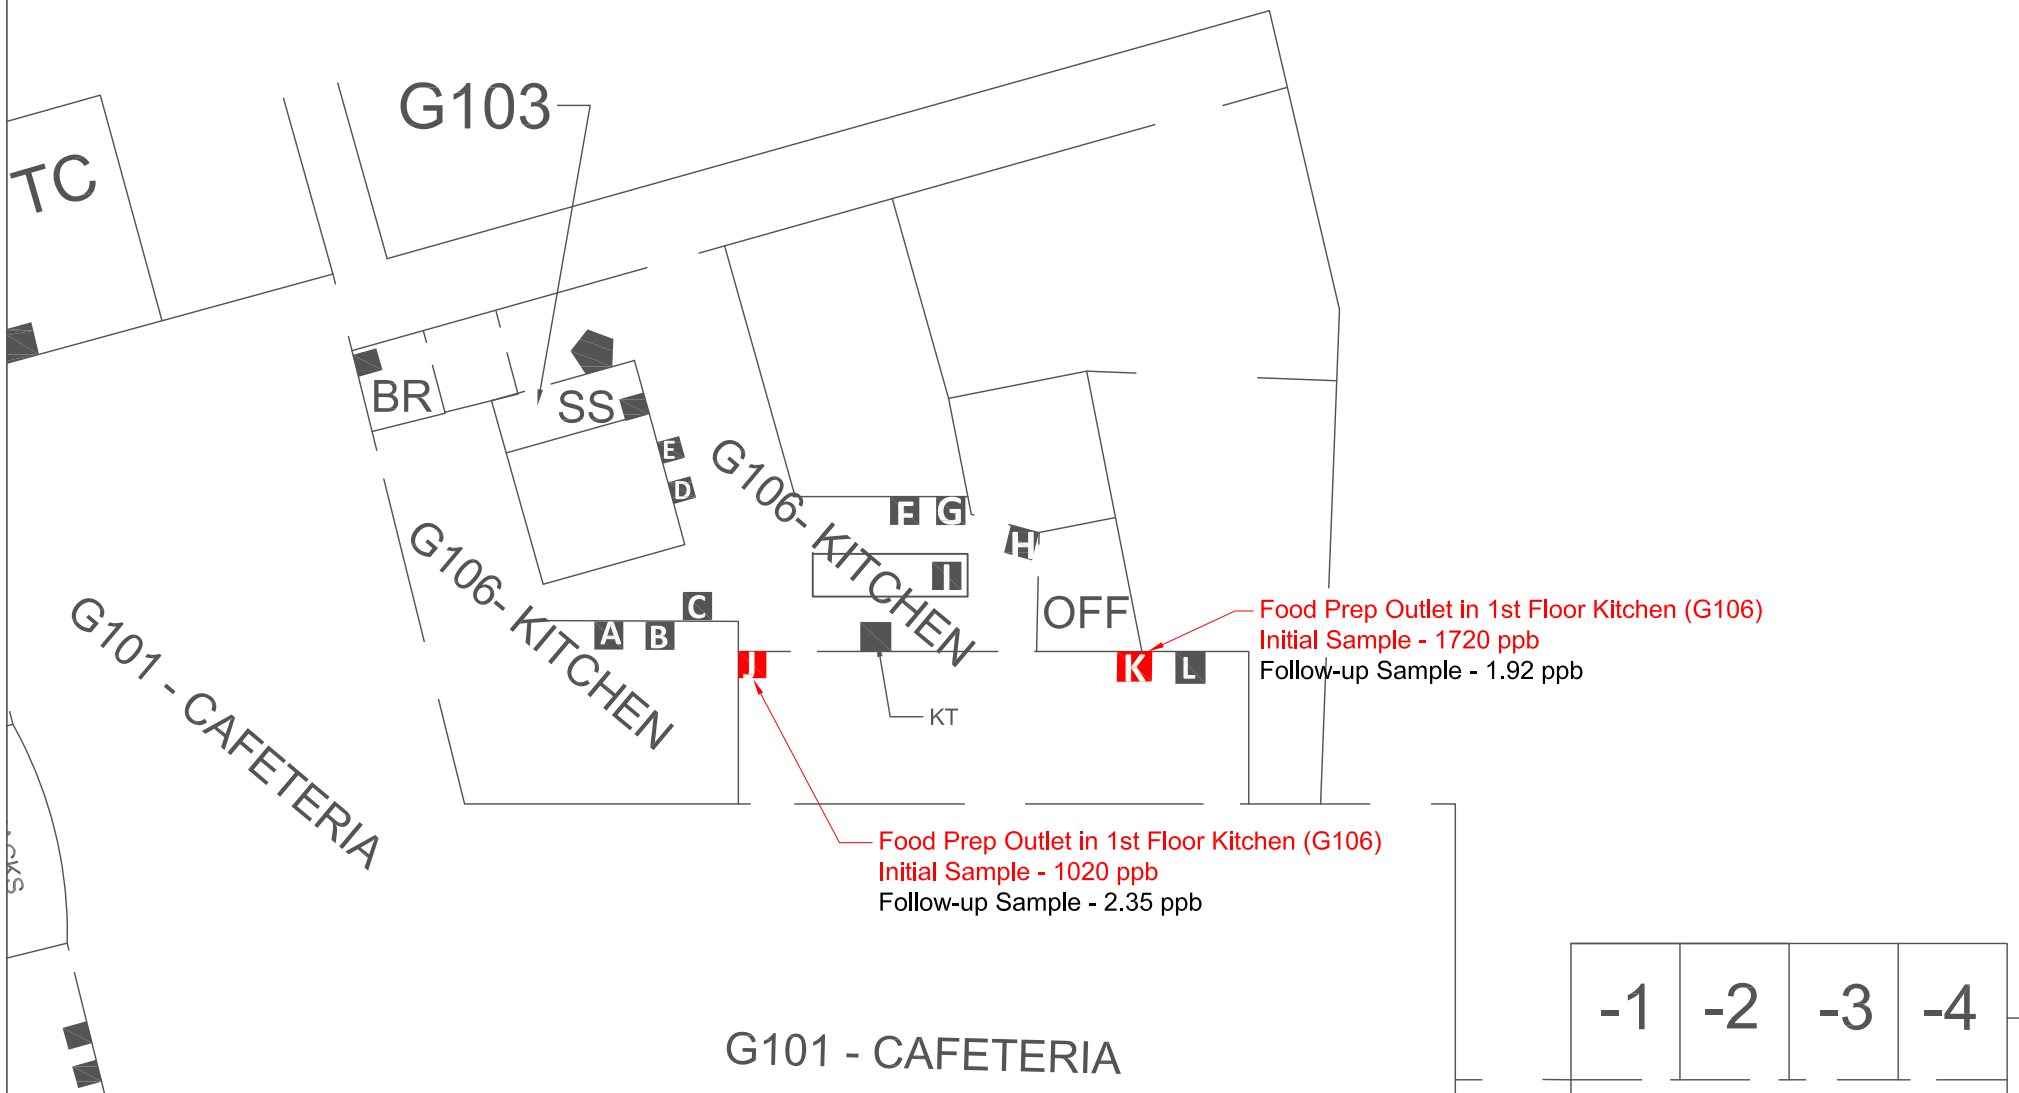 G103
TC
BR
SS
E
D
G106- KITCHEN
F
G
H
I
G106- KITCHEN
C
A
B
OFF
G101 - CAFETERIA
J
K
L
KT
Food Prep Outlet in 1st Floor Kitchen (G106)
Initial Sample - 1720 ppb
Follow-up Sample - 1.92 ppb
Food Prep Outlet in 1st Floor Kitchen (G106)
Initial Sample - 1020 ppb
Follow-up Sample - 2.35 ppb
-1
-2
-3
-4
G101 - CAFETERIA